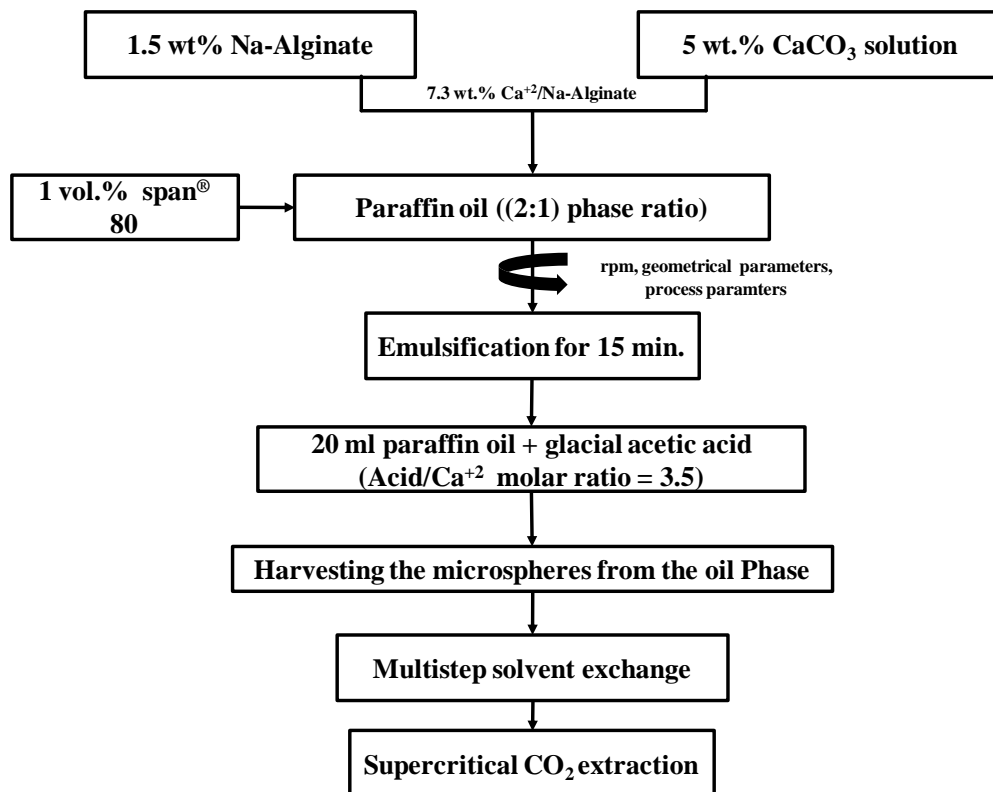 1.5 wt% Na-Alginate
5 wt.% CaCO₃ solution
7.3 wt.% Ca⁺²/Na-Alginate
1 vol.% span®
80
Paraffin oil ((2:1) phase ratio)
rpm, geometrical parameters,
process paramters
Emulsification for 15 min.
20 ml paraffin oil + glacial acetic acid
(Acid/Ca⁺² molar ratio = 3.5)
Harvesting the microspheres from the oil Phase
Multistep solvent exchange
Supercritical CO₂ extraction